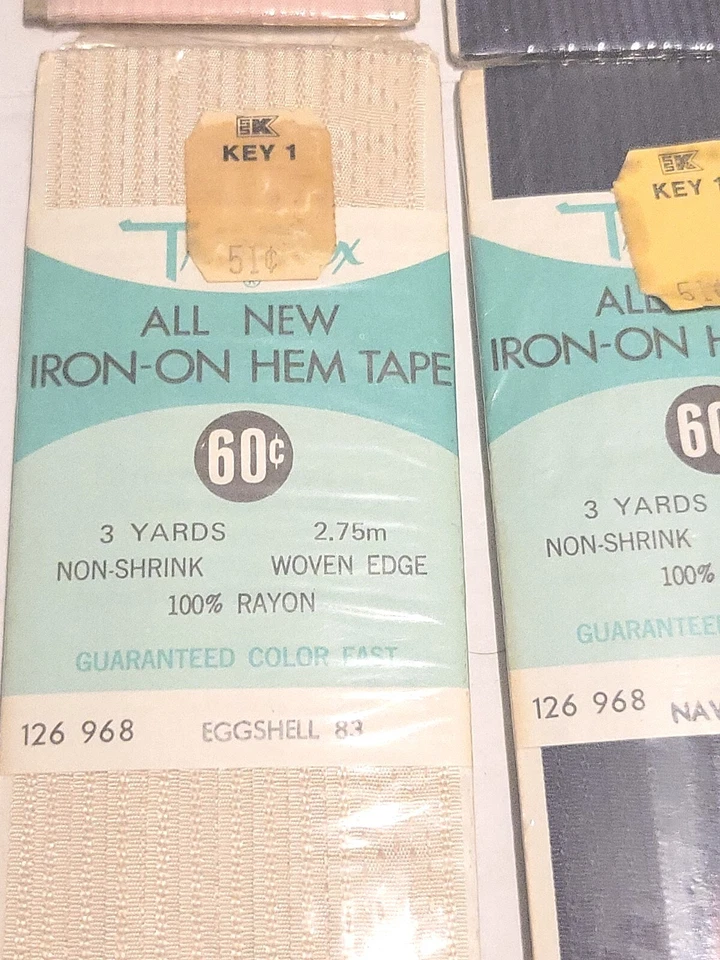 KEY 1
51¢
ALL NEW
IRON-ON HEM TAPE
60¢
3 YARDS 2.75m
NON-SHRINK WOVEN EDGE
100% RAYON
GUARANTEED COLOR FAST
126 968 EGGSHELL 83
KEY 1
51¢
IRON-ON
3 YARDS
NON-SHRINK
100%
126 968